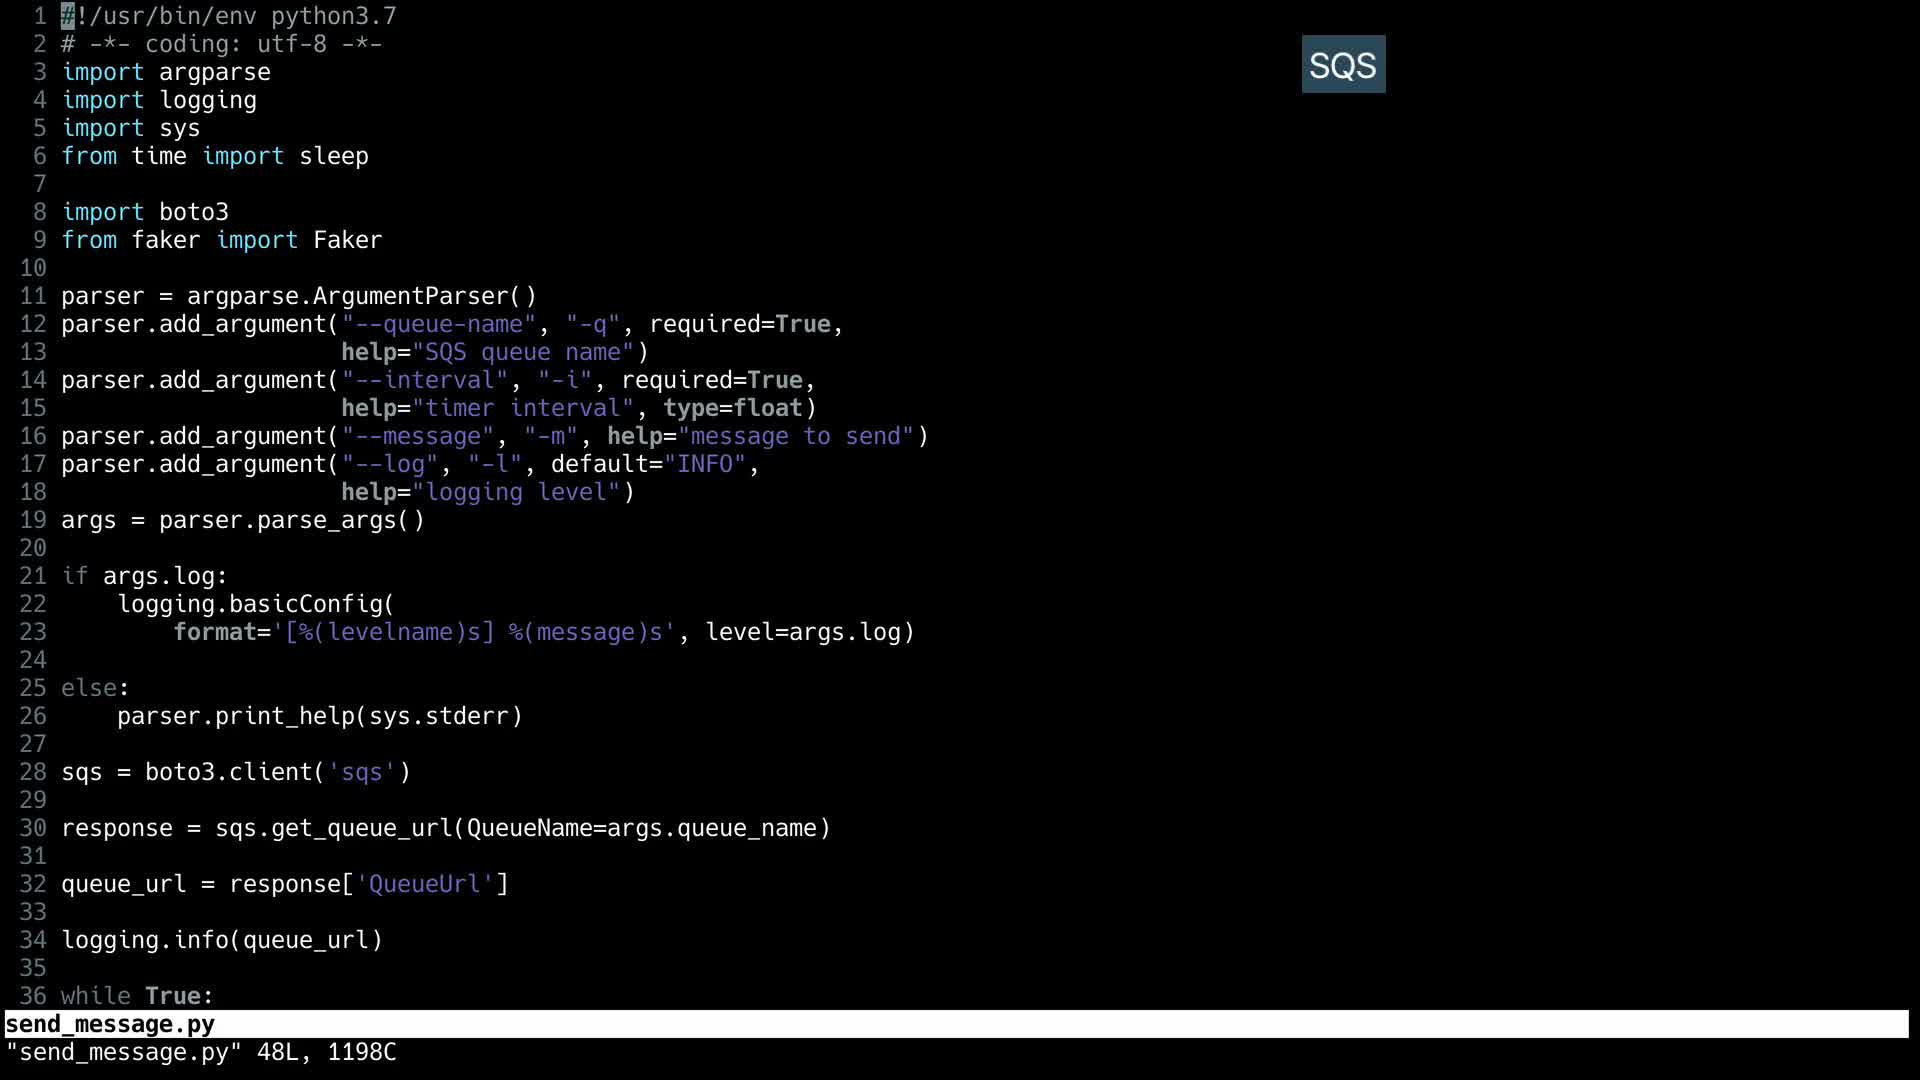 1 #!/usr/bin/env python3.7
2 # -*- coding: utf-8 -*-
SQS
3 import argparse
4 import logging
5 import sys
6 from time import sleep
7
8 import boto3
9 from faker import Faker
10
11 parser = argparse.ArgumentParser()
12 parser.add_argument("--queue-name", "-q", required=True,
13                     help="SQS queue name")
14 parser.add_argument("--interval", "-i", required=True,
15                     help="timer interval", type=float)
16 parser.add_argument("--message", "-m", help="message to send")
17 parser.add_argument("--log", "-l", default="INFO",
18                     help="logging level")
19 args = parser.parse_args()
20
21 if args.log:
22     logging.basicConfig(
23         format='[%(levelname)s] %(message)s', level=args.log)
24
25 else:
26     parser.print_help(sys.stderr)
27
28 sqs = boto3.client('sqs')
29
30 response = sqs.get_queue_url(QueueName=args.queue_name)
31
32 queue_url = response['QueueUrl']
33
34 logging.info(queue_url)
35
36 while True:
send_message.py
"send_message.py" 48L, 1198C